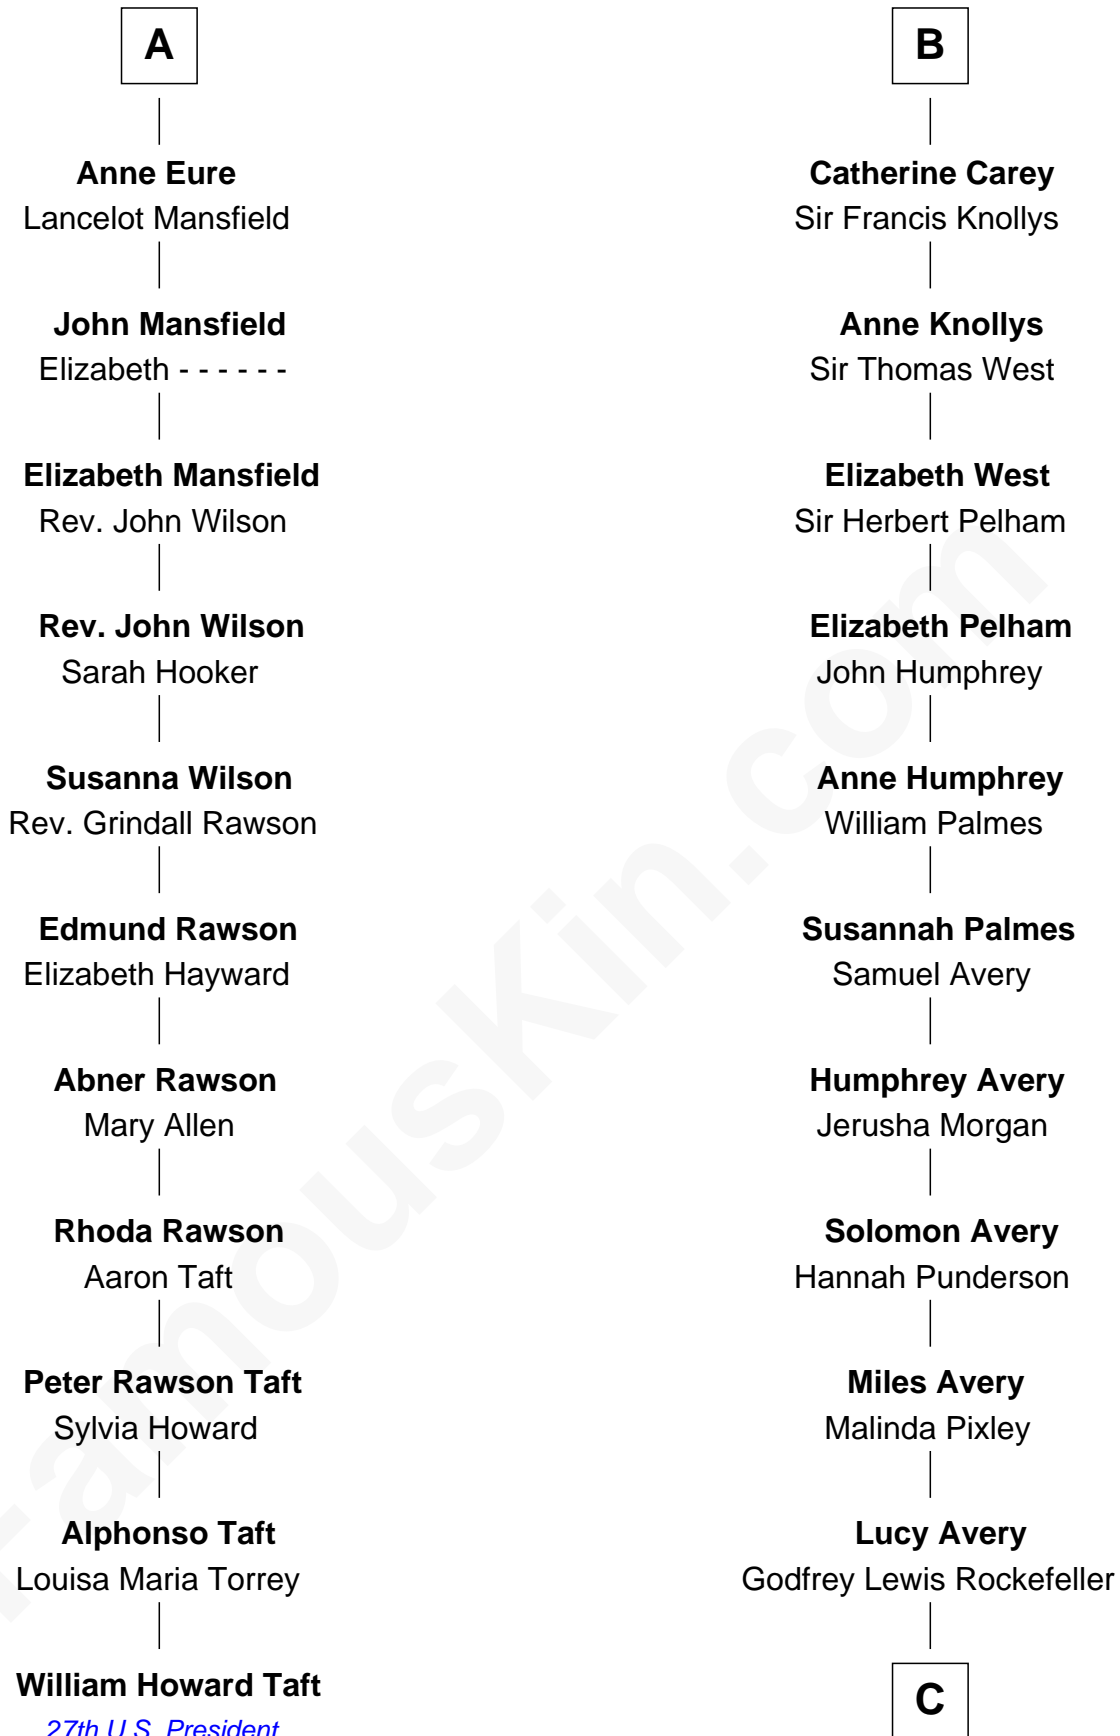 A
Anne Eure
Lancelot Mansfield
John Mansfield
Elizabeth - - - - - -
Elizabeth Mansfield
Rev. John Wilson
Rev. John Wilson
Sarah Hooker
Susanna Wilson
Rev. Grindall Rawson
Edmund Rawson
Elizabeth Hayward
Abner Rawson
Mary Allen
Rhoda Rawson
Aaron Taft
Peter Rawson Taft
Sylvia Howard
Alphonso Taft
Louisa Maria Torrey
William Howard Taft
27th U.S. President
B
Catherine Carey
Sir Francis Knollys
Anne Knollys
Sir Thomas West
Elizabeth West
Sir Herbert Pelham
Elizabeth Pelham
John Humphrey
Anne Humphrey
William Palmes
Susannah Palmes
Samuel Avery
Humphrey Avery
Jerusha Morgan
Solomon Avery
Hannah Punderson
Miles Avery
Malinda Pixley
Lucy Avery
Godfrey Lewis Rockefeller
C
FamousKin.com